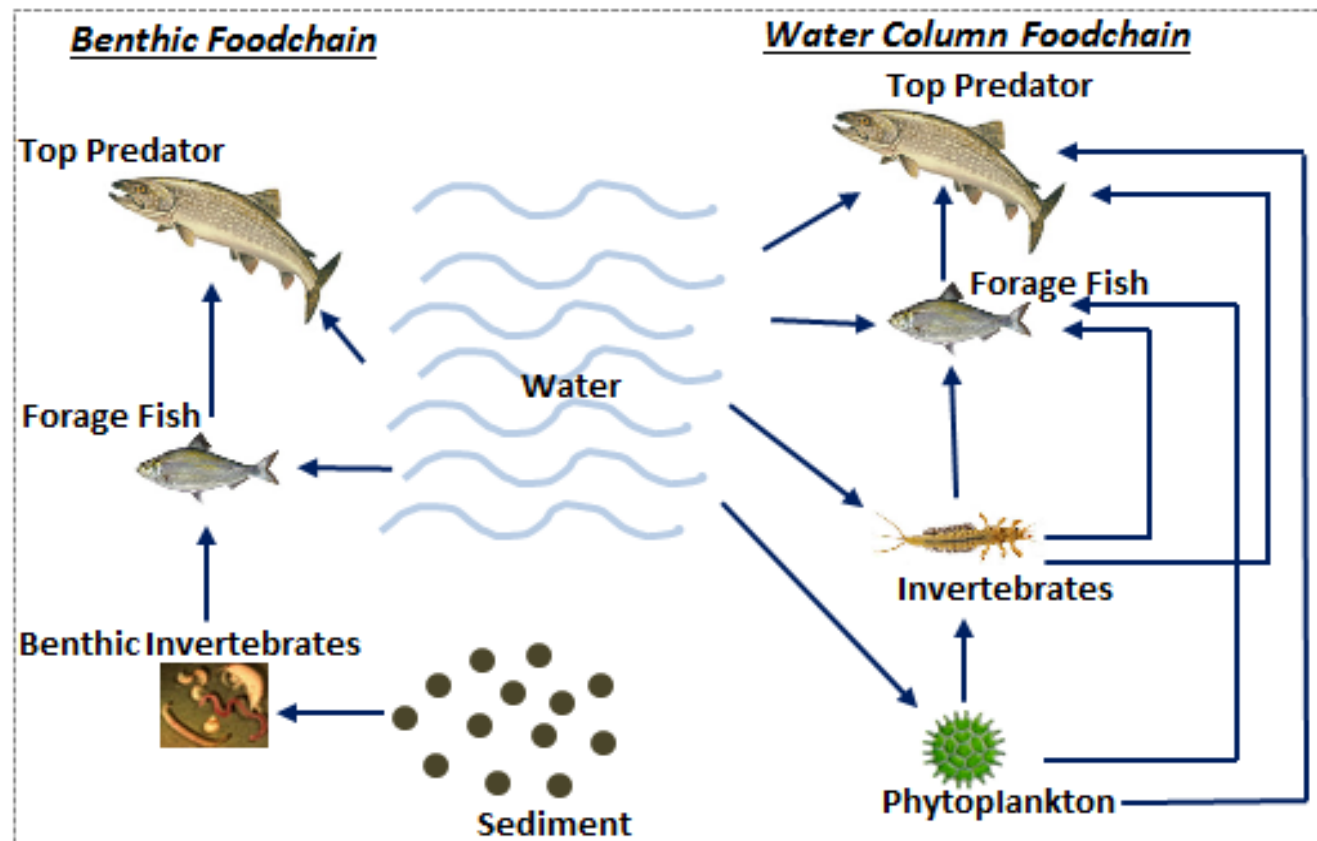 Benthic Foodchain
Water Column Foodchain
Top Predator
Top Predator
Forage Fish
Water
Forage Fish
Invertebrates
Benthic Invertebrates
Phytoplankton
Sediment